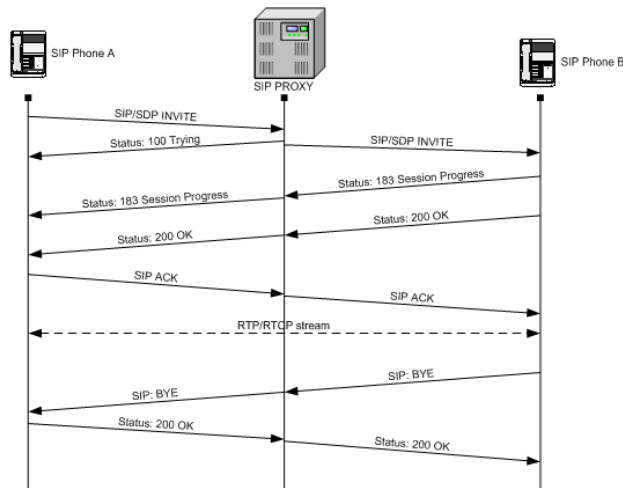 SIP Phone A
SIP PROXY
SIP Phone B
SIP/SDP INVITE
Status: 100 Trying
SIP/SDP INVITE
Status: 183 Session Progress
Status: 183 Session Progress
Status: 200 OK
Status: 200 OK
SIP ACK
SIP ACK
RTP/RTCP stream
SIP: BYE
SIP: BYE
Status: 200 OK
Status: 200 OK